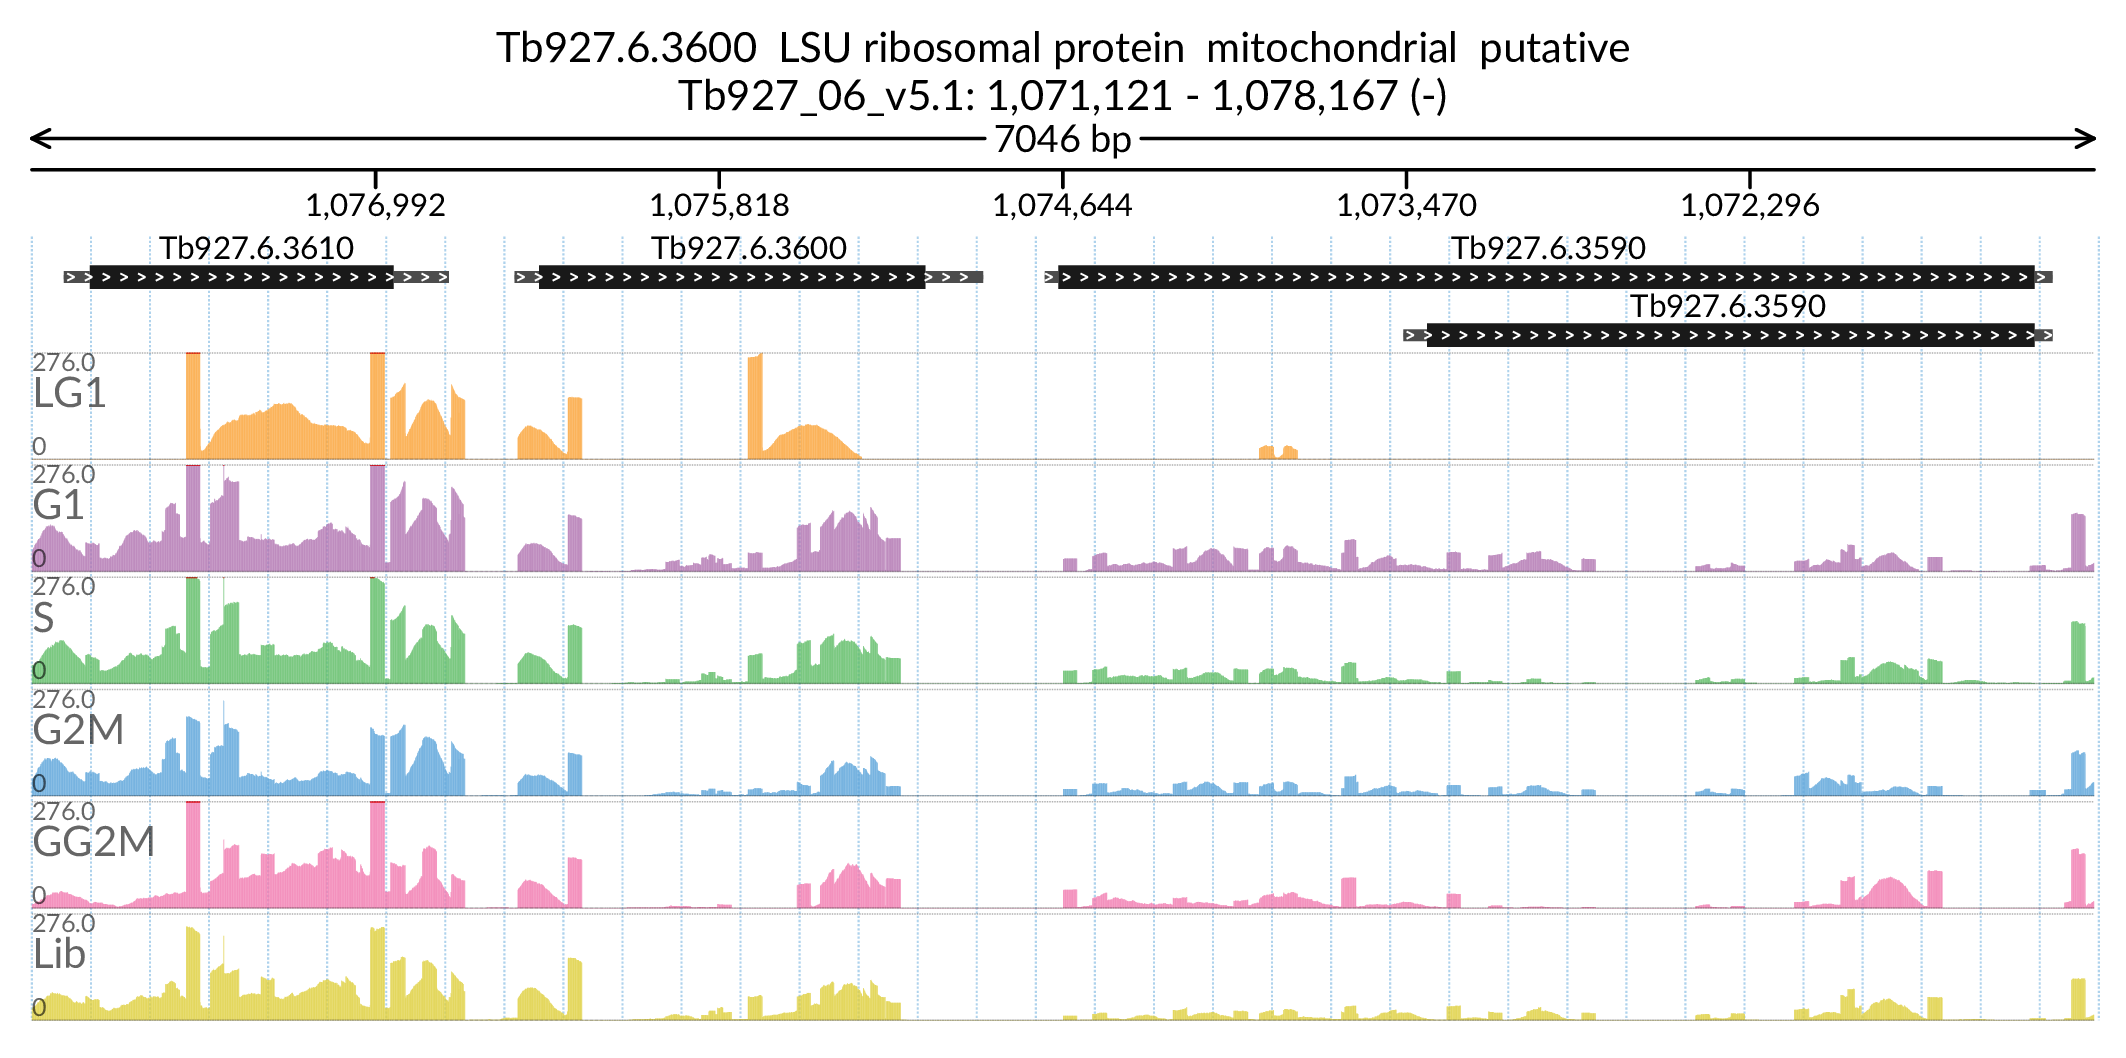 Tb927.6.3600  LSU ribosomal protein  mitochondrial  putative
Tb927_06_v5.1: 1,071,121 - 1,078,167 (-)
7046 bp
1,076,992 1,075,818 1,074,644 1,073,470 1,072,296
Tb927.6.3610 Tb927.6.3600 Tb927.6.3590
Tb927.6.3590
276.0
LG1
0
276.0
G1
0
276.0
S
0
276.0
G2M
0
276.0
GG2M
0
276.0
Lib
0